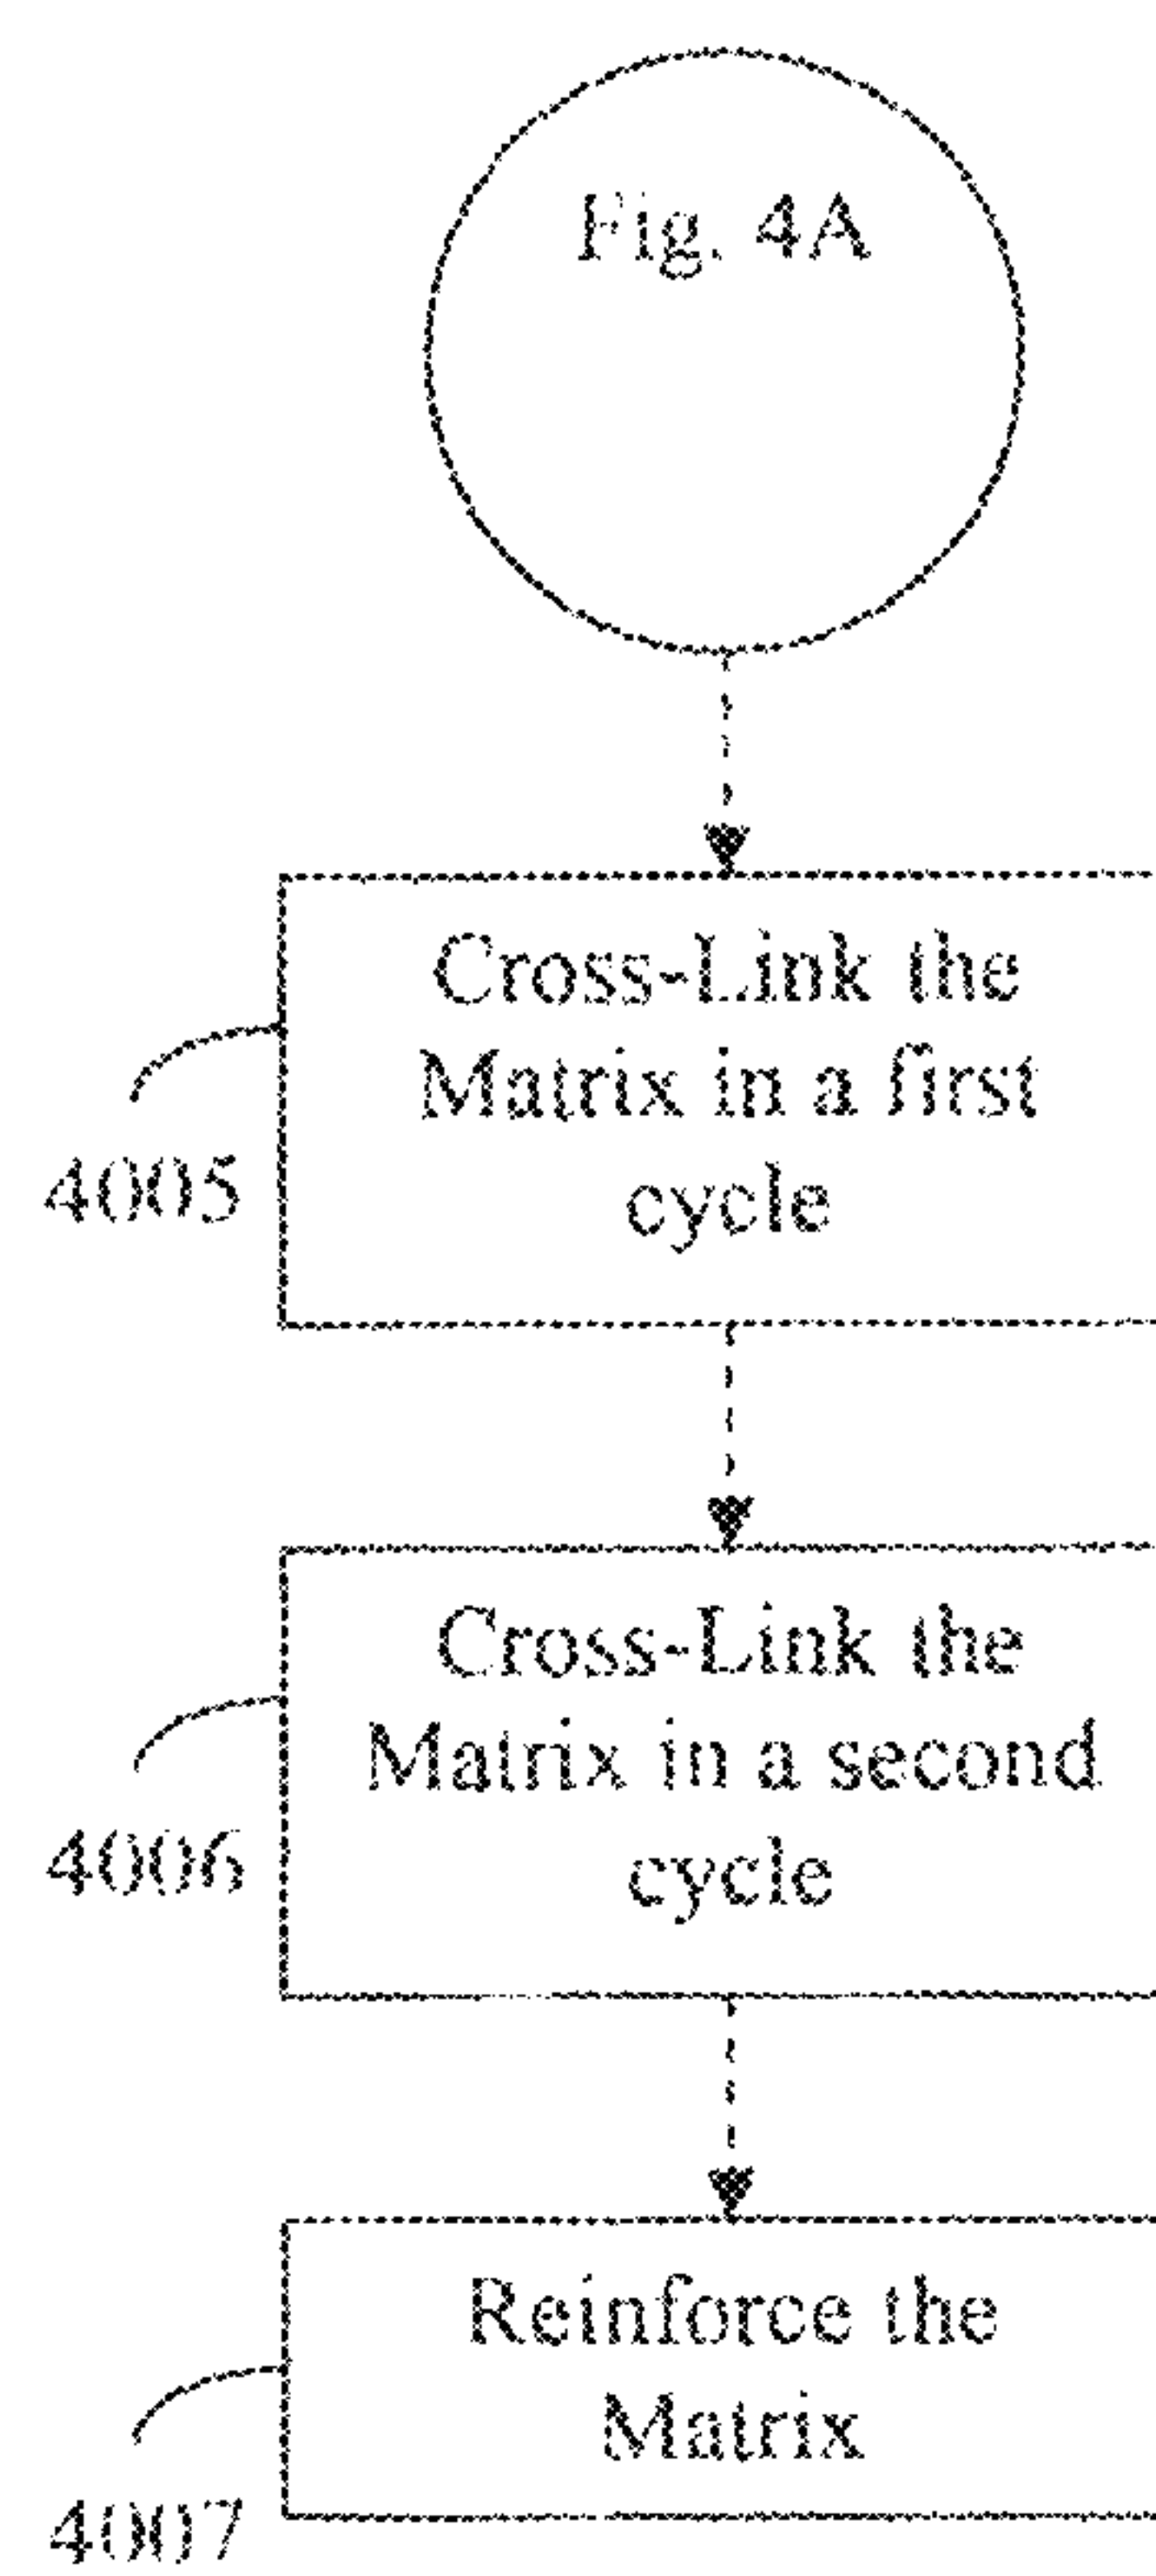 Fig. 4A
Cross-Link the
Matrix in a first
cycle
4005
Cross-Link the
Matrix in a second
cycle
4006
Reinforce the
Matrix
4007